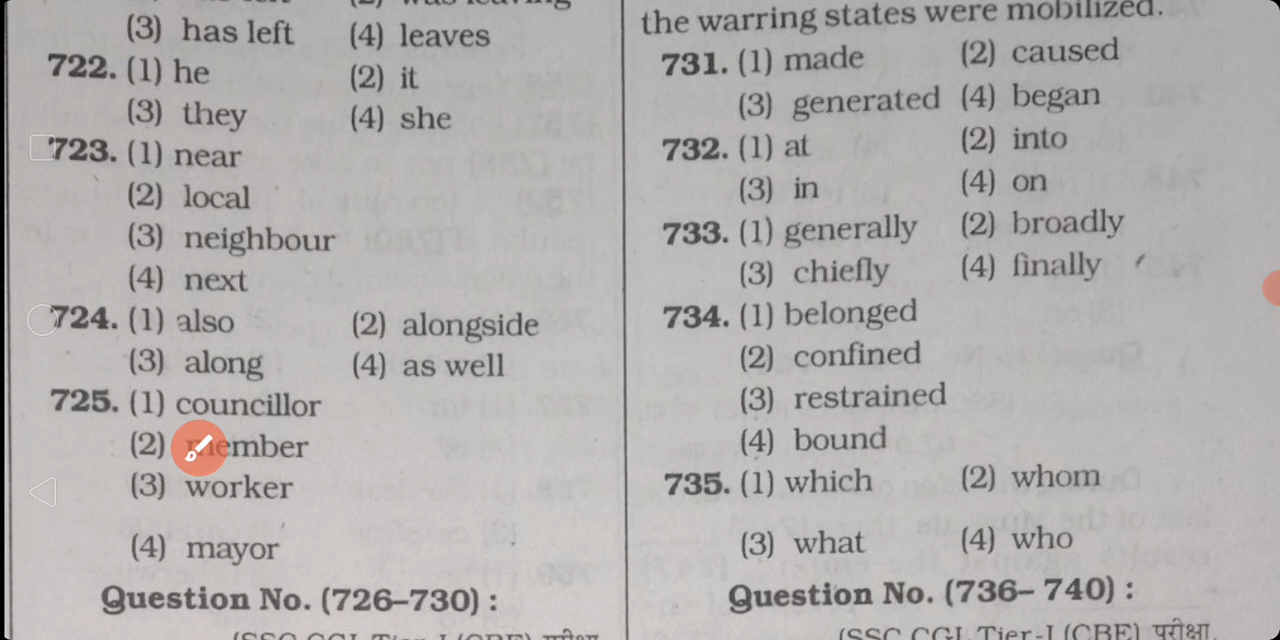 (3) has left (4) leaves
722. (1) he (2) it
(3) they (4) she
723. (1) near
(2) local
(3) neighbour
(4) next
724. (1) also (2) alongside
(3) along (4) as well
725. (1) councillor
(2) member
(3) worker
(4) mayor
Question No. (726–730) :
(SSC CGL Tier-I (CBE) परीक्षा
the warring states were mobilized.
731. (1) made (2) caused
(3) generated (4) began
732. (1) at (2) into
(3) in (4) on
733. (1) generally (2) broadly
(3) chiefly (4) finally
734. (1) belonged
(2) confined
(3) restrained
(4) bound
735. (1) which (2) whom
(3) what (4) who
Question No. (736– 740) :
(SSC CGL Tier-I (CBE) परीक्षा